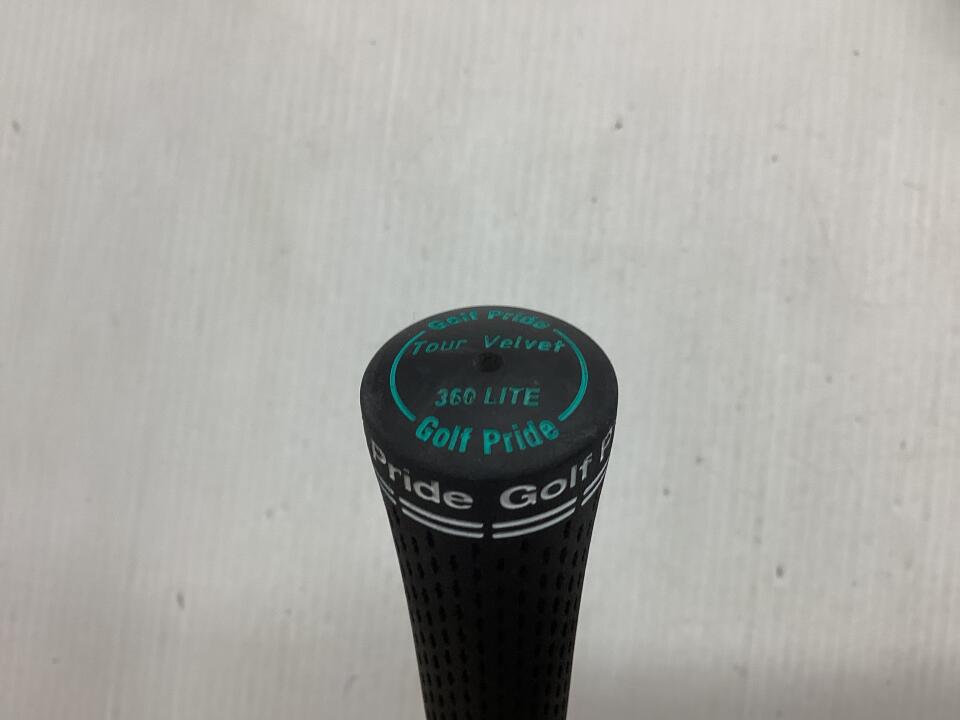 Golf Pride
Tour Velvet
360 LITE
Golf Pride
Pride Golf P